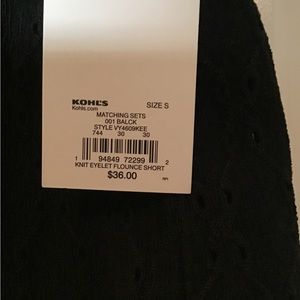 KOHL'S
Kohls.com
SIZE S
MATCHING SETS
001 BALCK
STYLE VY4609KEE
744 30 30
1 94849 72299 2
KNIT EYELET FLOUNCE SHORT
$36.00
RPI